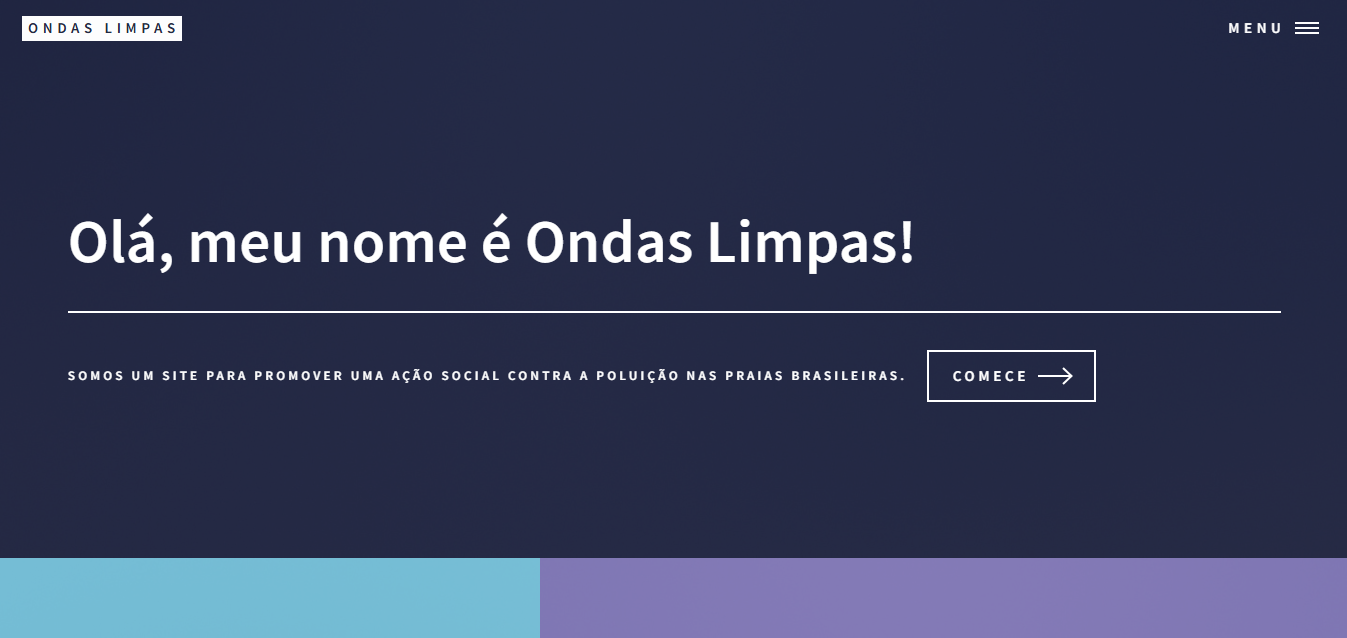 ONDAS LIMPAS
MENU
Olá, meu nome é Ondas Limpas!
SOMOS UM SITE PARA PROMOVER UMA AÇÃO SOCIAL CONTRA A POLUIÇÃO NAS PRAIAS BRASILEIRAS.
COMECE